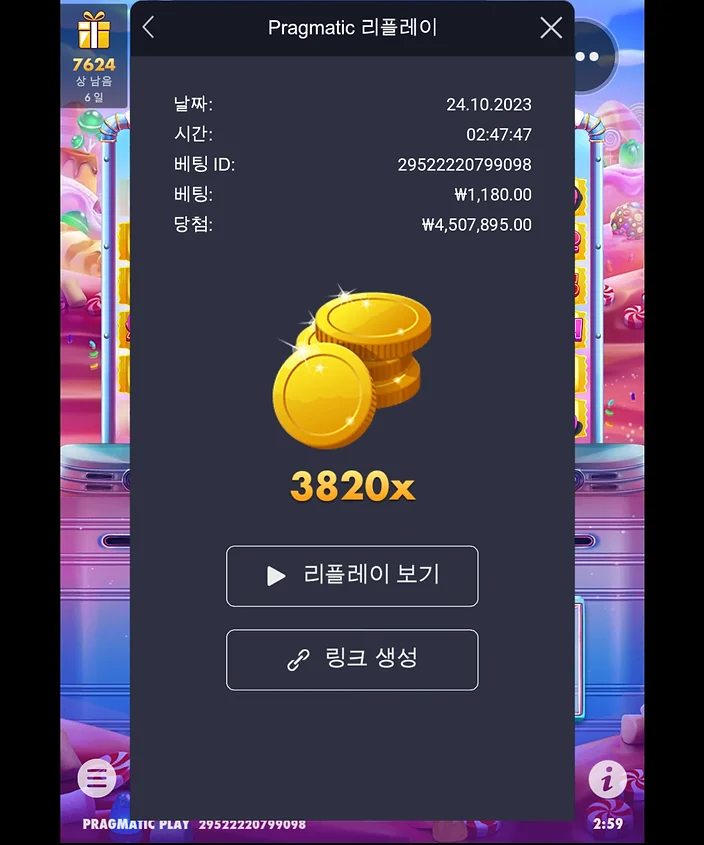 Pragmatic 리플레이
7624
상 남음
6 일
날짜: 24.10.2023
시간: 02:47:47
베팅 ID: 29522220799098
베팅: ₩1,180.00
당첨: ₩4,507,895.00
3820x
리플레이 보기
링크 생성
PRAGMATIC PLAY 29522220799098
2:59